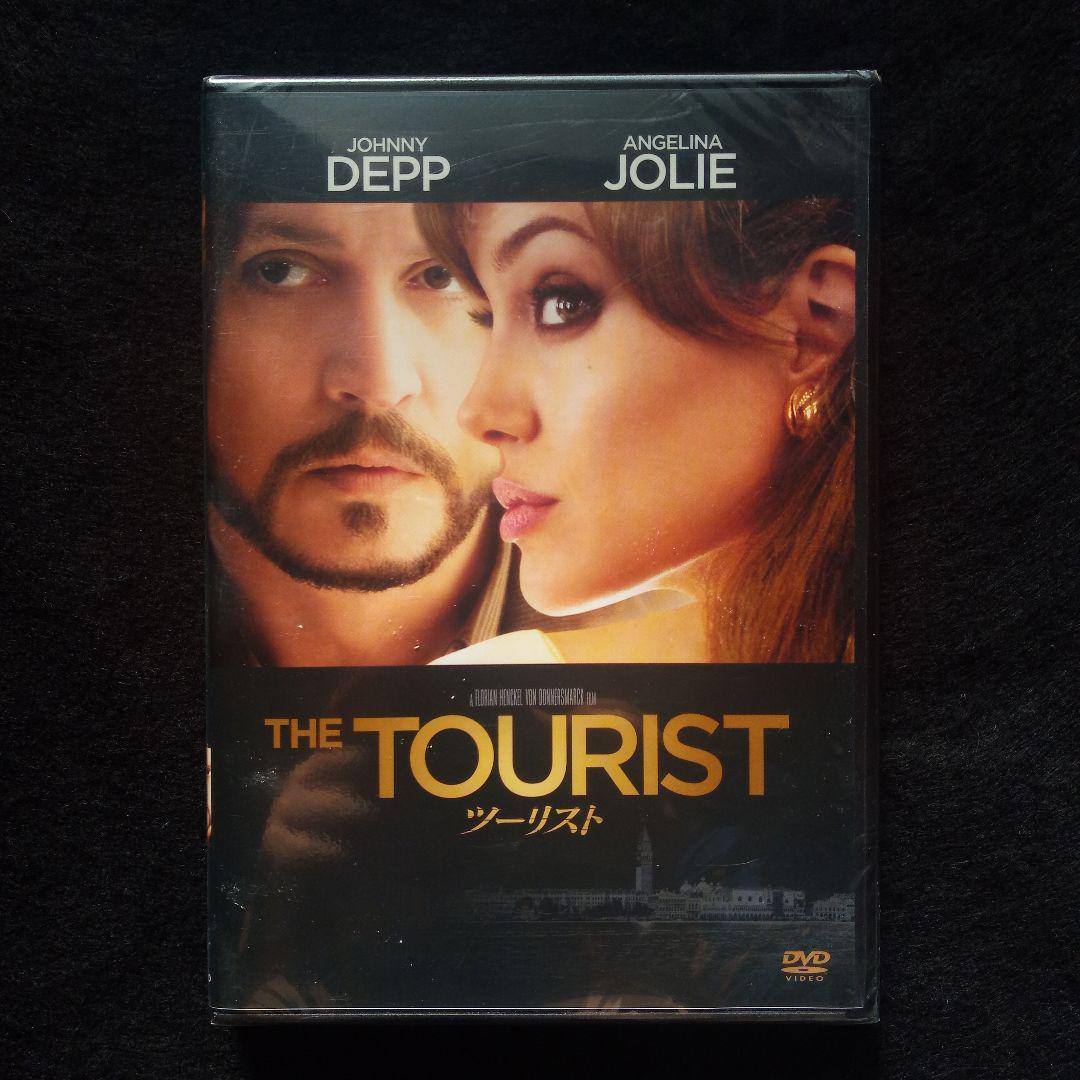 JOHNNY
DEPP
ANGELINA
JOLIE
A FLORIAN HENCKEL VON DONNERSMARCK FILM
THE TOURIST
ツーリスト
DVD
VIDEO